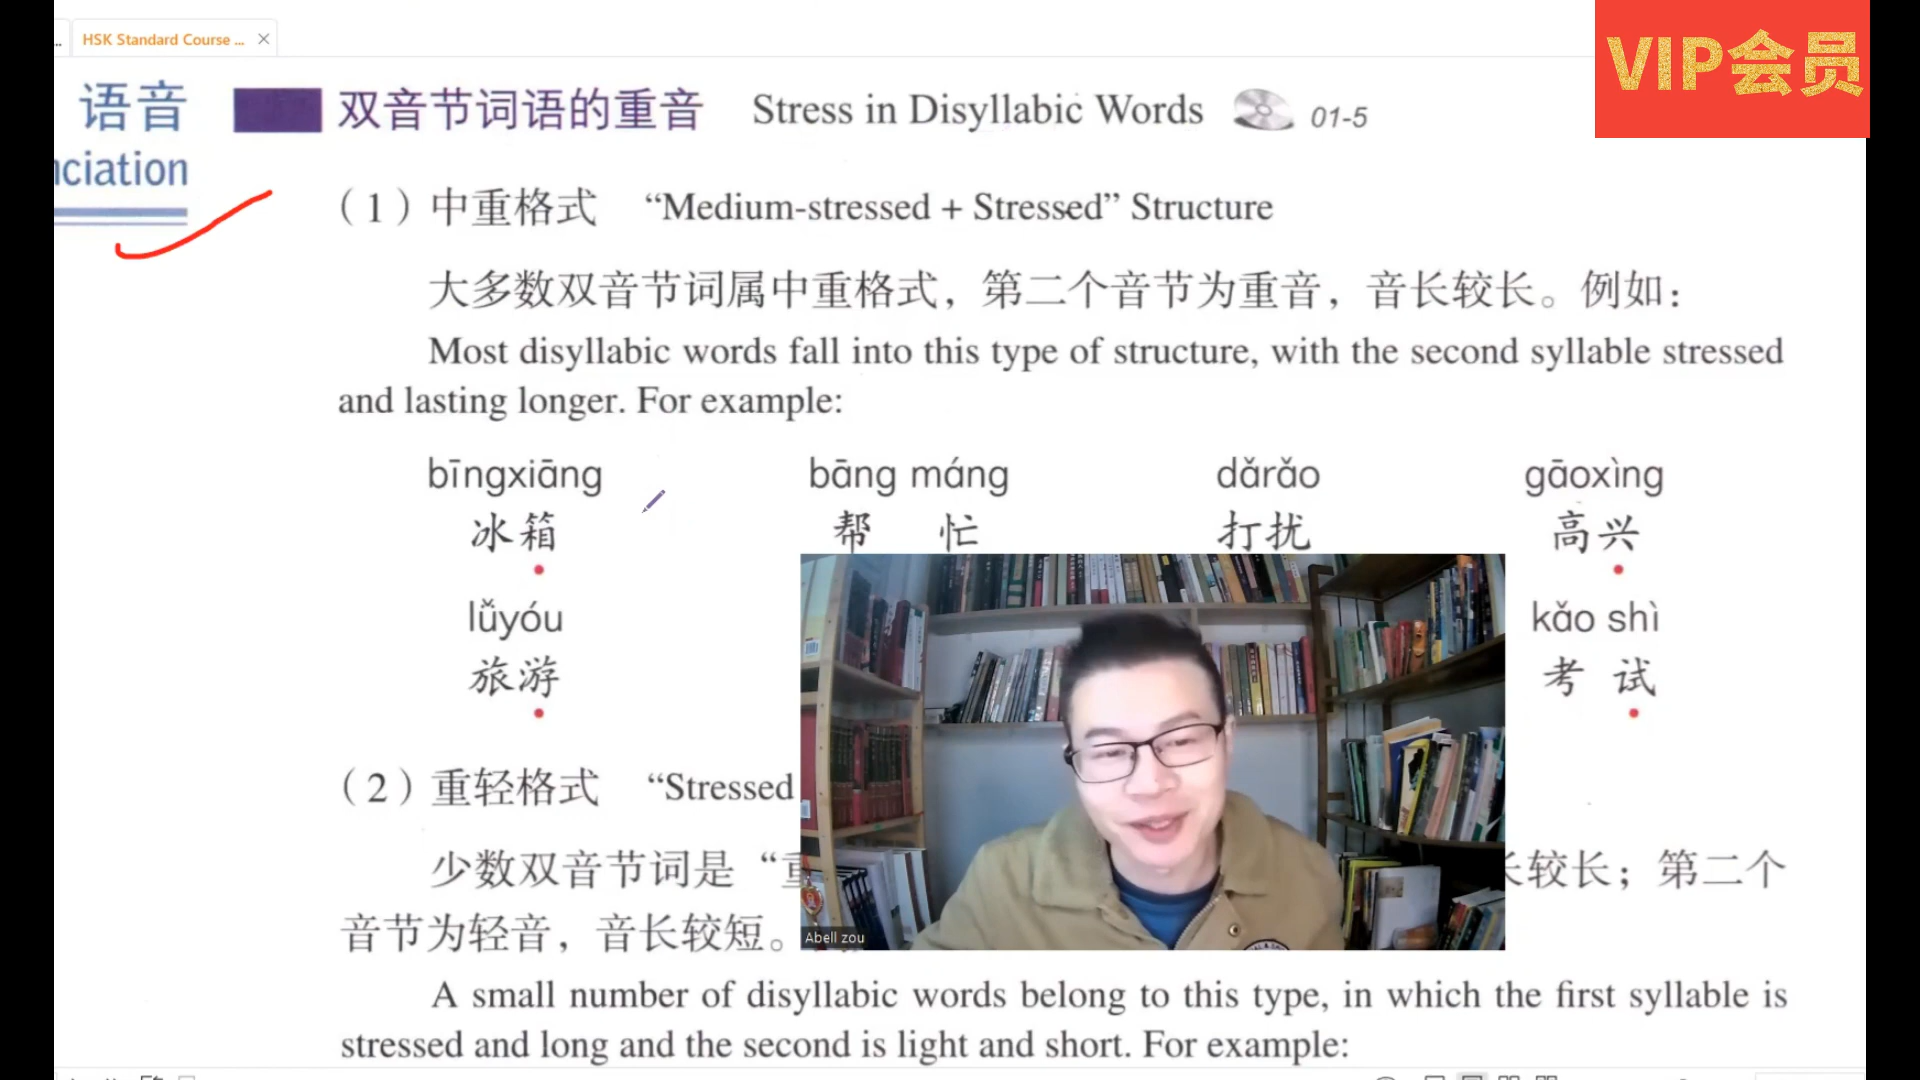 HSK Standard Course ...
VIP会员
语音
nciation
双音节词语的重音 Stress in Disyllabic Words 01-5
（1）中重格式 “Medium-stressed + Stressed” Structure
大多数双音节词属中重格式，第二个音节为重音，音长较长。例如：
Most disyllabic words fall into this type of structure, with the second syllable stressed
and lasting longer. For example:
bīngxiāng bāng máng dǎrǎo gāoxìng
冰箱 帮 忙 打扰 高兴
lǚyóu kǎo shì
旅游 考 试
（2）重轻格式 “Stressed
少数双音节词是“重 长较长；第二个
音节为轻音，音长较短。
Abell zou
A small number of disyllabic words belong to this type, in which the first syllable is
stressed and long and the second is light and short. For example: